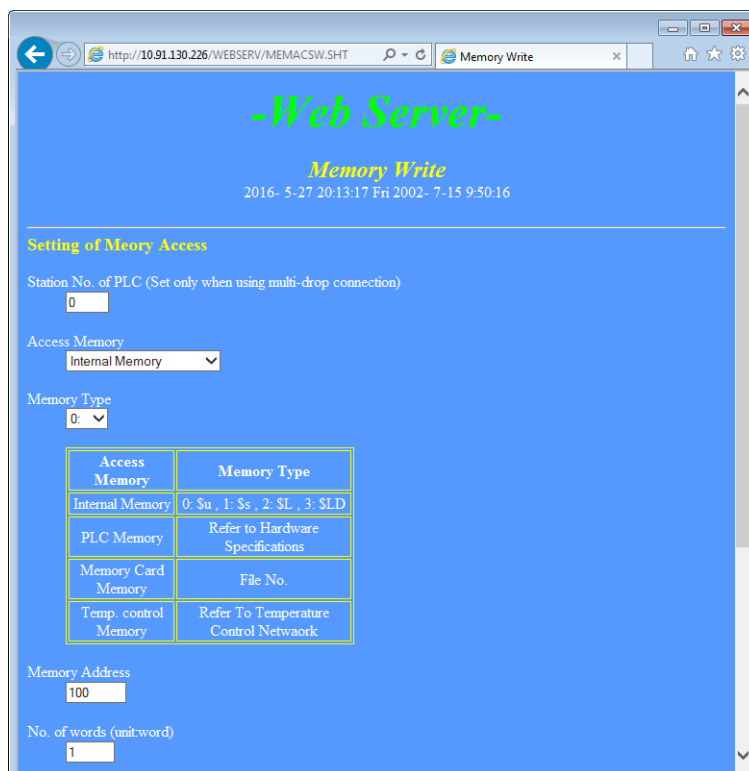 http://10.91.130.226/WEBSERV/MEMACSW.SHT
Memory Write
-Web Server-
Memory Write
2016- 5-27 20:13:17 Fri 2002- 7-15 9:50:16
Setting of Meory Access
Station No. of PLC (Set only when using multi-drop connection)
0
Access Memory
Internal Memory
Memory Type
0:
Access Memory
Memory Type
Internal Memory
0: $u , 1: $s , 2: $L , 3: $LD
PLC Memory
Refer to Hardware
Specifications
Memory Card
Memory
File No.
Temp. control
Memory
Refer To Temperature
Control Netwaork
Memory Address
100
No. of words (unit:word)
1